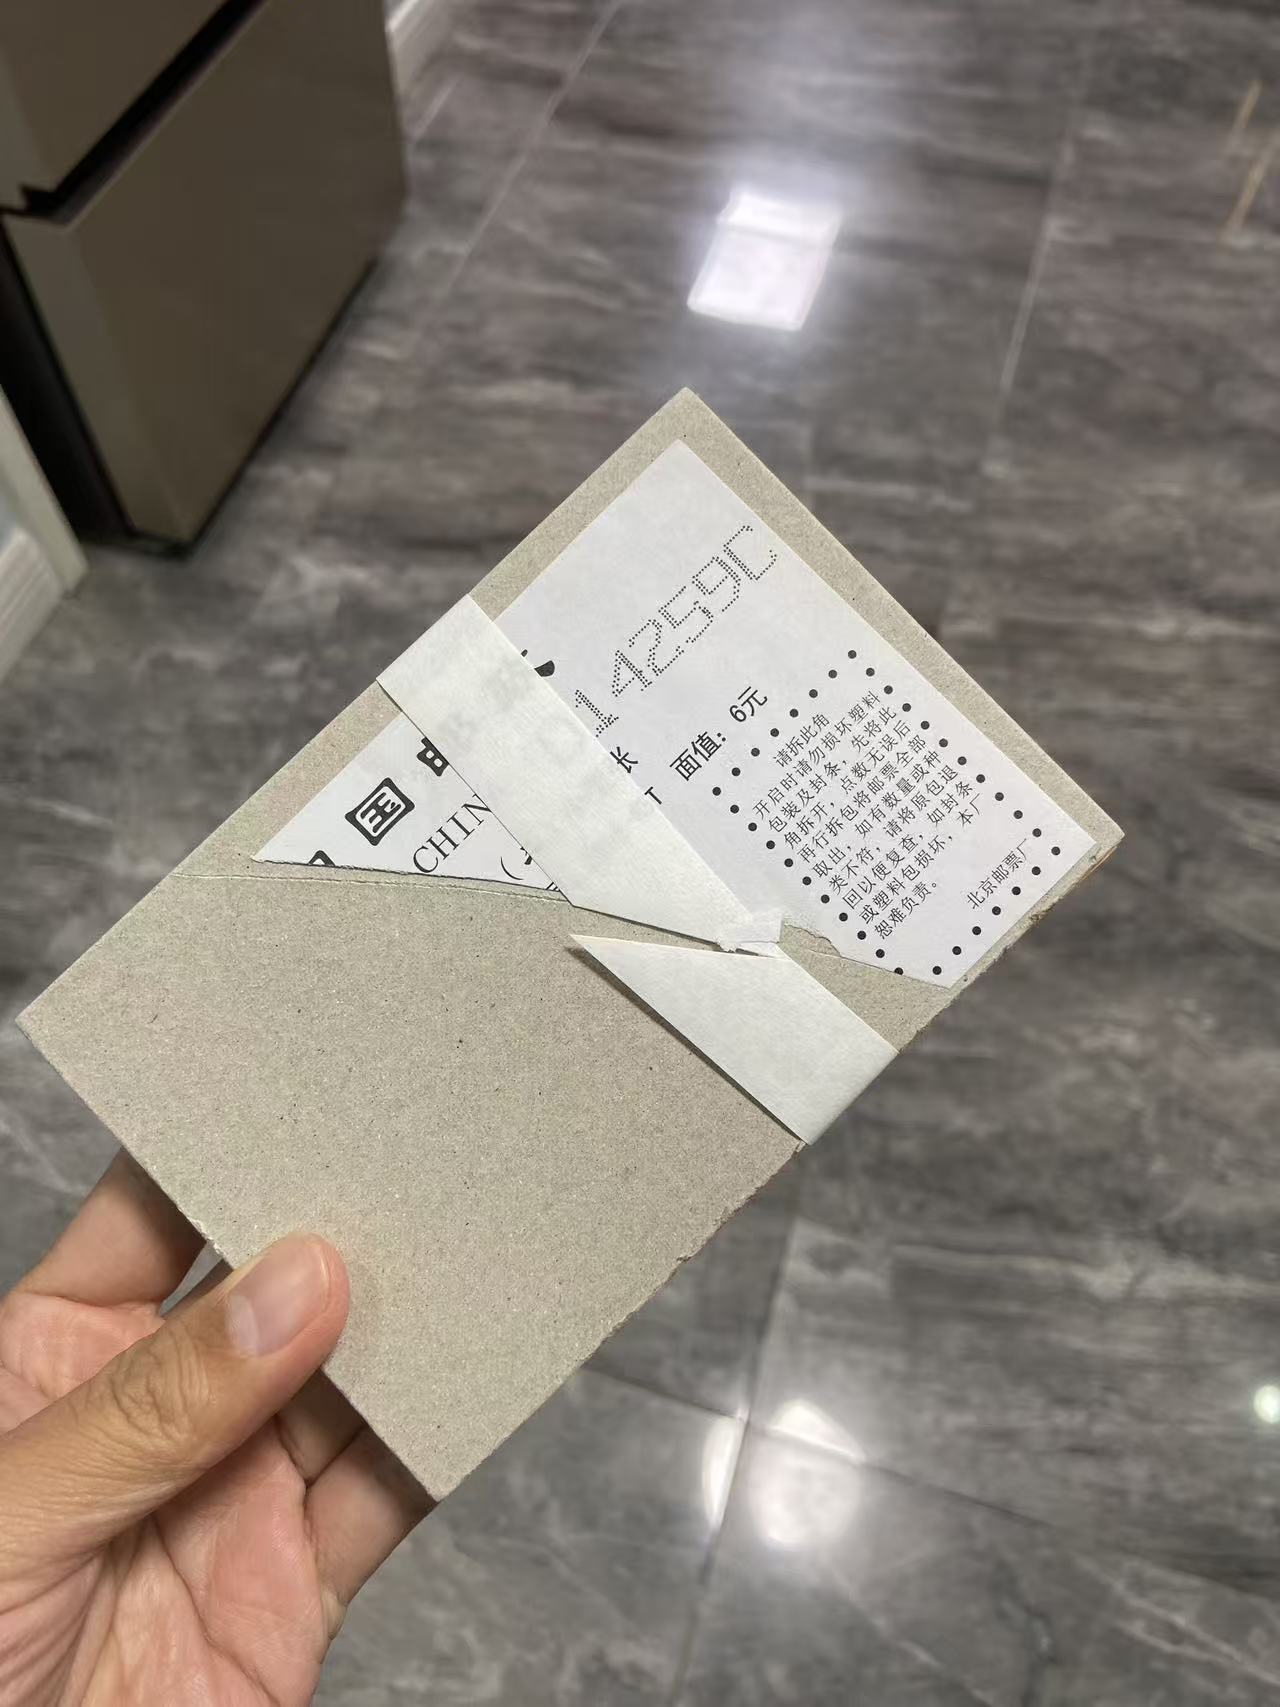 14259C
国
CHIN
张
面值：6元
请拆此角
开启时请勿损坏塑料
包装及封条，先将此
角拆开，点数无误后
再行拆包将邮票全部
取出，如有数量或种
类不符，请将原包退
回以便复查，如封条
或塑料包损坏，本厂
恕难负责。
北京邮票厂